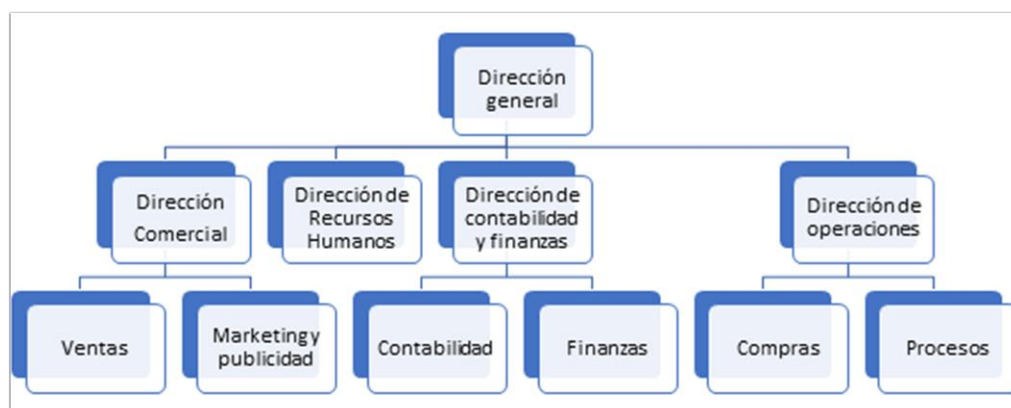 Dirección
general
Dirección
Comercial
Dirección de
Recursos
Humanos
Dirección de
contabilidad
y finanzas
Dirección de
operaciones
Ventas
Marketing y
publicidad
Contabilidad
Finanzas
Compras
Procesos